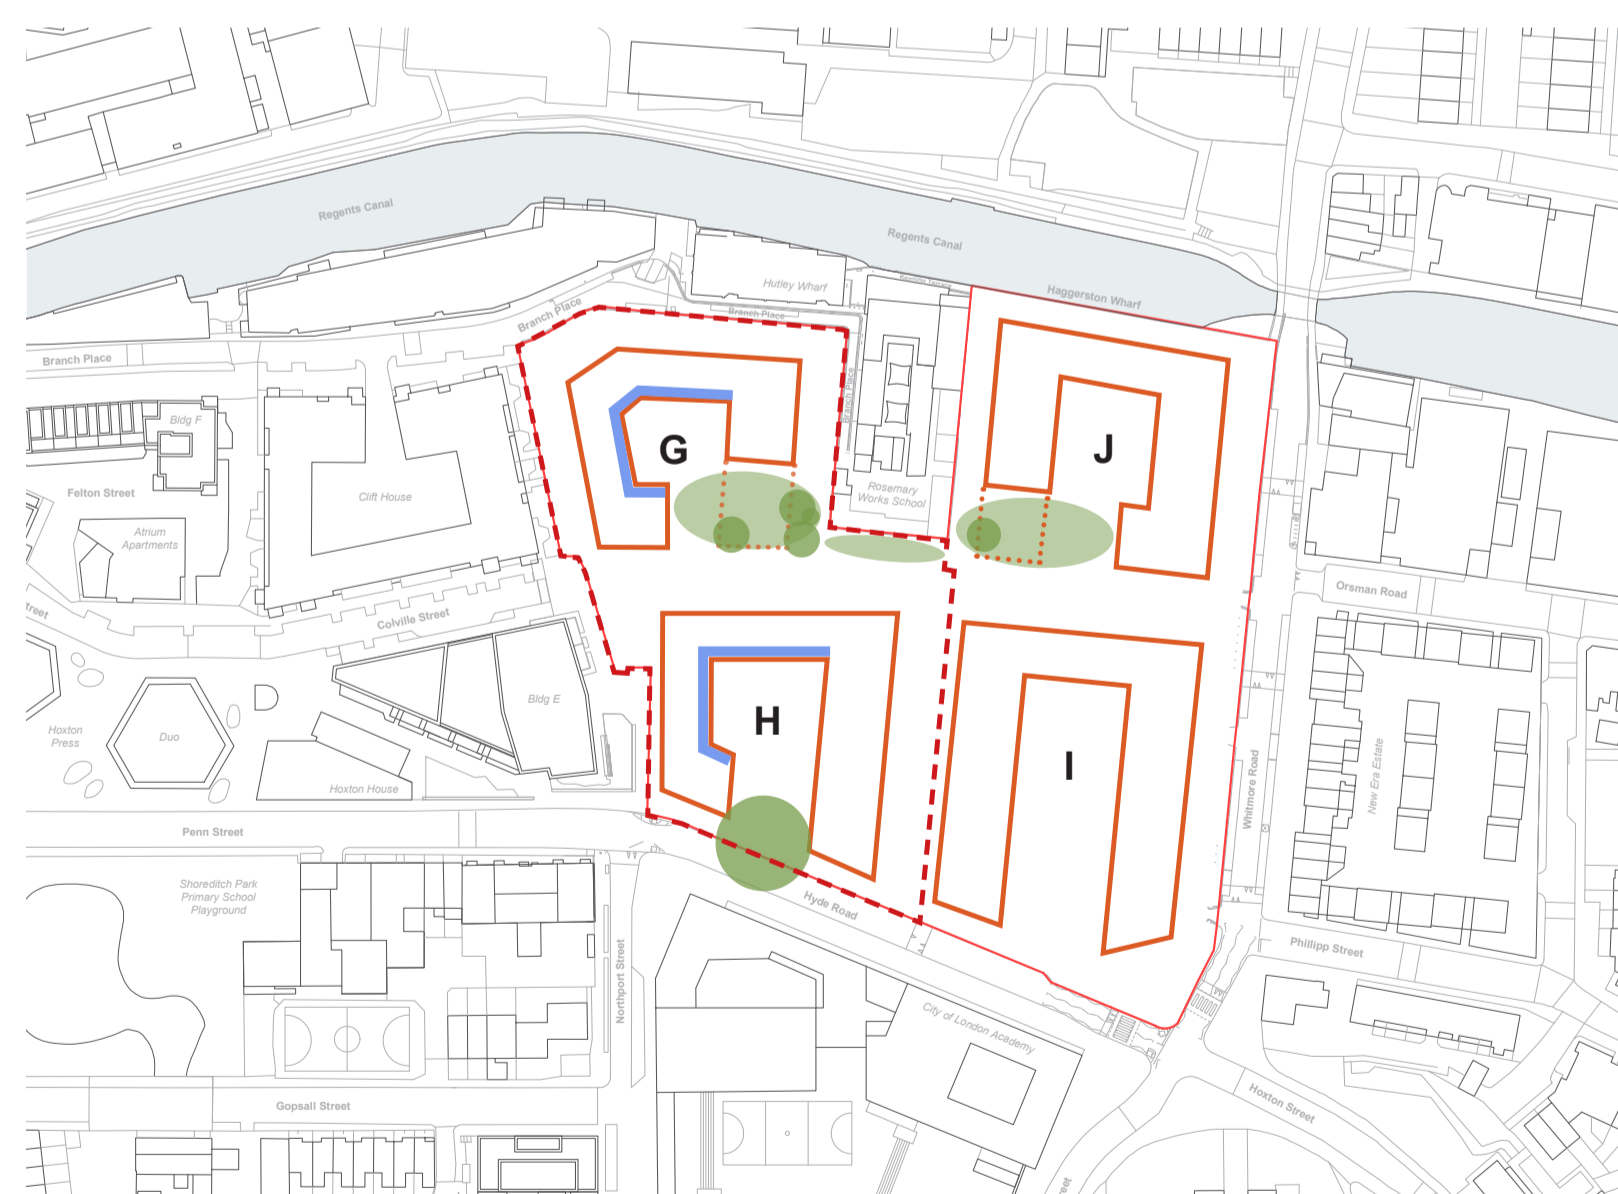 Regents Canal
Regents Canal
Haggerston Wharf
Hutley Wharf
Branch Place
Branch Place
Branch Place
Branch Place
Bldg F
Felton Street
Clift House
Atrium
Apartments
G
J
Rosemary
Works School
Orsman Road
Colville Street
Bldg E
H
I
Hoxton
Press
Duo
Hoxton House
New Era Estate
Whitmore Road
Penn Street
Shoreditch Park
Primary School
Playground
Hyde Road
Phillipp Street
Northport Street
City of London Academy
Gopsall Street
Hoxton Street